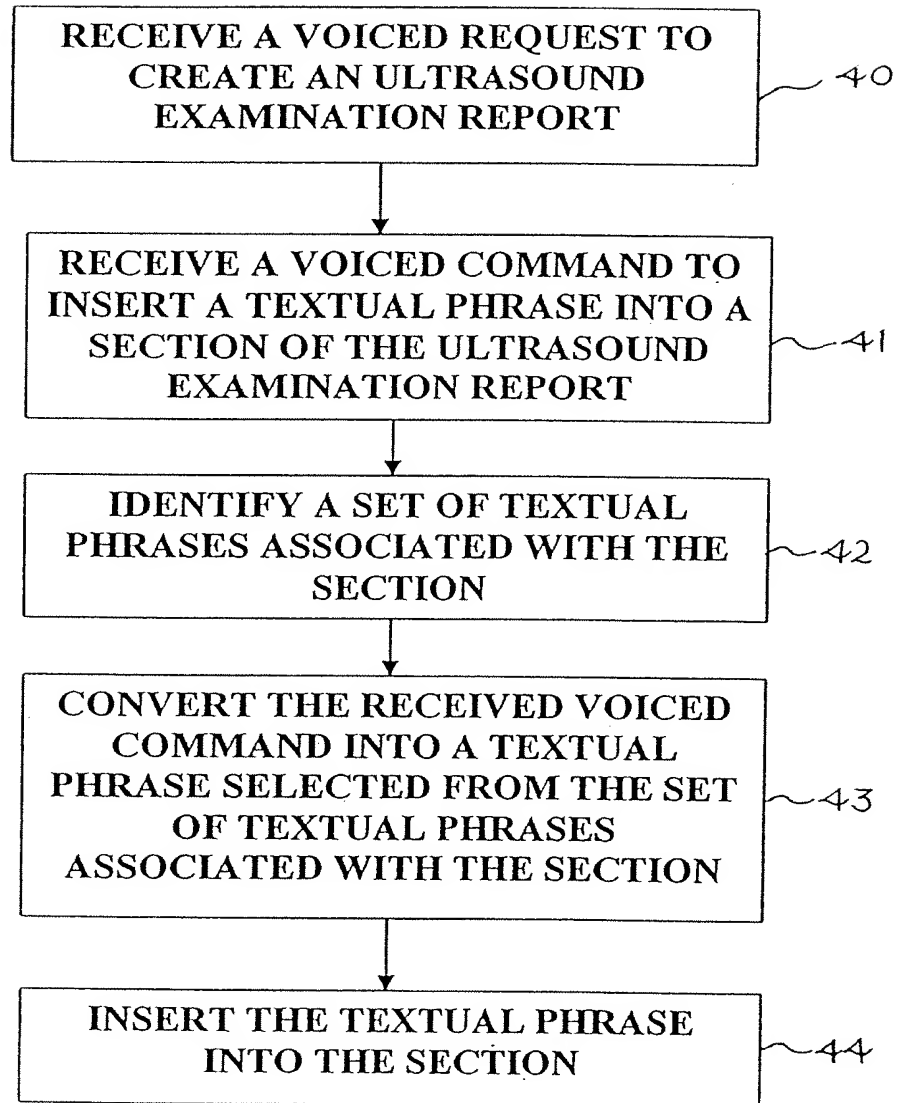 RECEIVE A VOICED REQUEST TO
CREATE AN ULTRASOUND
EXAMINATION REPORT
40
RECEIVE A VOICED COMMAND TO
INSERT A TEXTUAL PHRASE INTO A
SECTION OF THE ULTRASOUND
EXAMINATION REPORT
41
IDENTIFY A SET OF TEXTUAL
PHRASES ASSOCIATED WITH THE
SECTION
42
CONVERT THE RECEIVED VOICED
COMMAND INTO A TEXTUAL
PHRASE SELECTED FROM THE SET
OF TEXTUAL PHRASES
ASSOCIATED WITH THE SECTION
43
INSERT THE TEXTUAL PHRASE
INTO THE SECTION
44